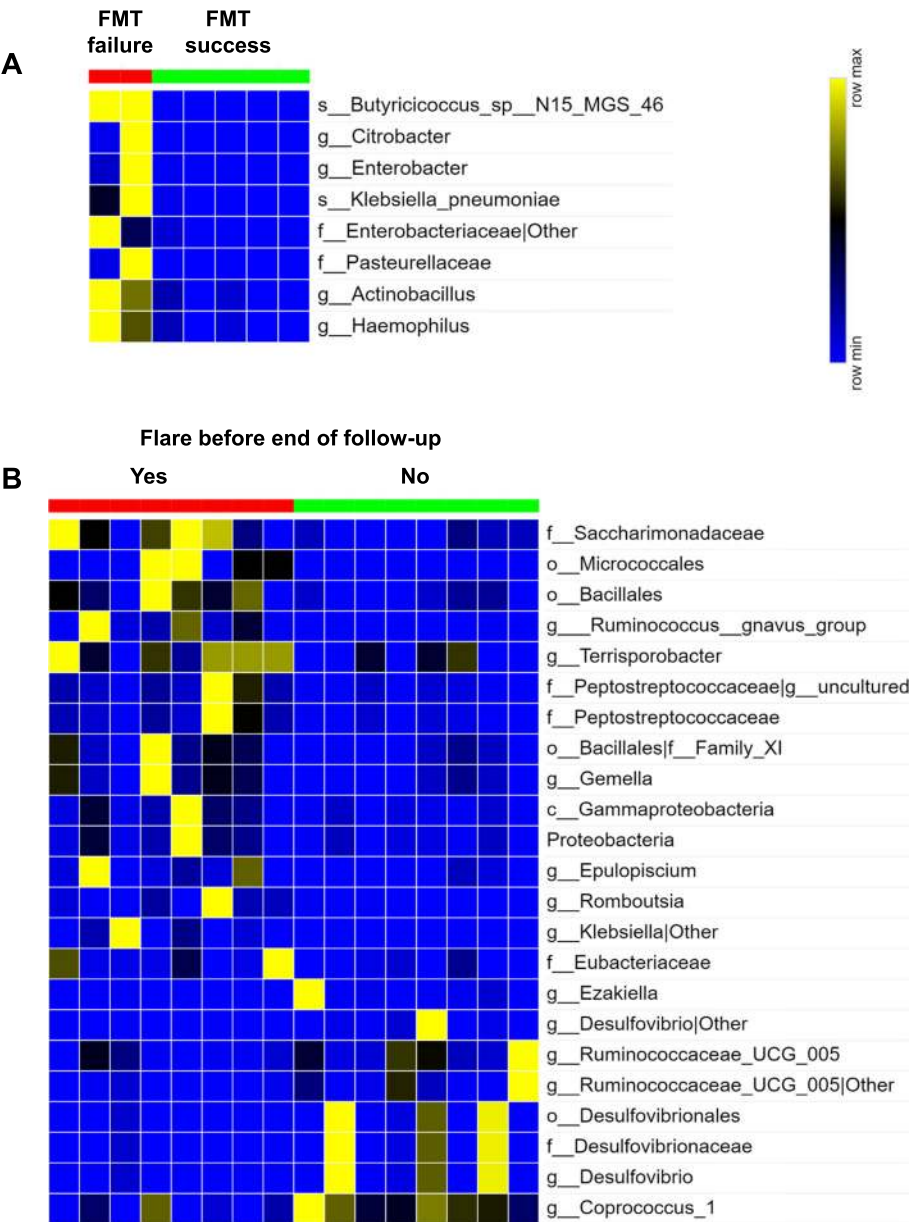 FMT failure
FMT success
A
s__Butyricicoccus_sp__N15_MGS_46
g__Citrobacter
g__Enterobacter
s__Klebsiella_pneumoniae
f__Enterobacteriaceae|Other
f__Pasteurellaceae
g__Actinobacillus
g__Haemophilus
row max
row min
Flare before end of follow-up
B
Yes
No
f__Saccharimonadaceae
o__Micrococcales
o__Bacillales
g___Ruminococcus__gnavus_group
g__Terrisporobacter
f__Peptostreptococcaceae|g__uncultured
f__Peptostreptococcaceae
o__Bacillales|f__Family_XI
g__Gemella
c__Gammaproteobacteria
Proteobacteria
g__Epulopiscium
g__Romboutsia
g__Klebsiella|Other
f__Eubacteriaceae
g__Ezakiella
g__Desulfovibrio|Other
g__Ruminococcaceae_UCG_005
g__Ruminococcaceae_UCG_005|Other
o__Desulfovibrionales
f__Desulfovibrionaceae
g__Desulfovibrio
g__Coprococcus_1